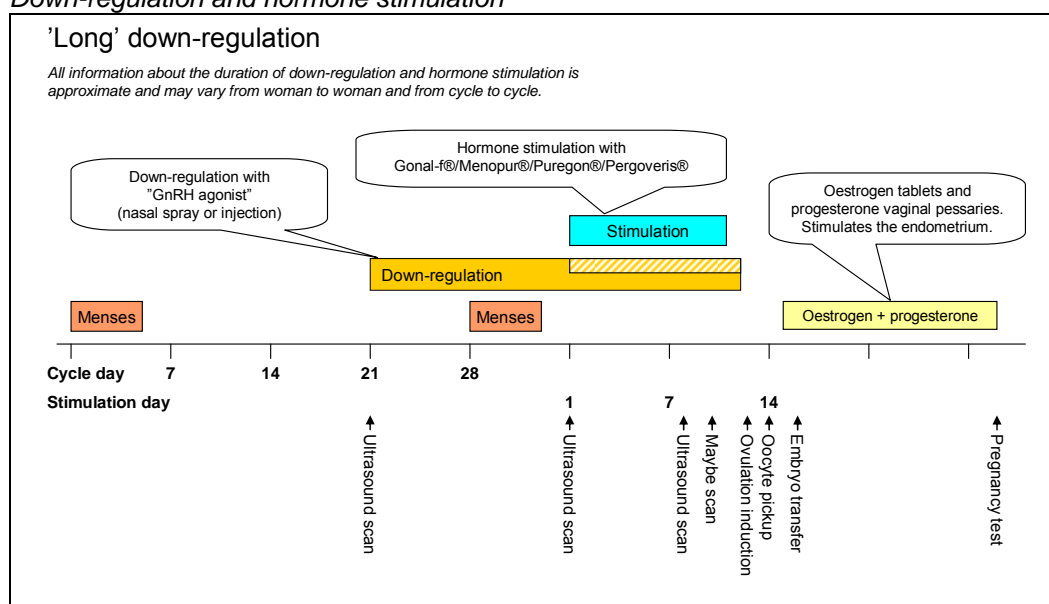 Down-regulation and hormone stimulation
’Long’ down-regulation
All information about the duration of down-regulation and hormone stimulation is
approximate and may vary from woman to woman and from cycle to cycle.
Hormone stimulation with
Gonal-f®/Menopur®/Puregon®/Pergoveris®
Down-regulation with
”GnRH agonist”
(nasal spray or injection)
Oestrogen tablets and
progesterone vaginal pessaries.
Stimulates the endometrium.
Stimulation
Down-regulation
Menses
Menses
Oestrogen + progesterone
Cycle day 7 14 21 28
Stimulation day 1 7 14
Ultrasound scan
Ultrasound scan
Ultrasound scan
Maybe scan
Ovulation induction
Oocyte pickup
Embryo transfer
Pregnancy test